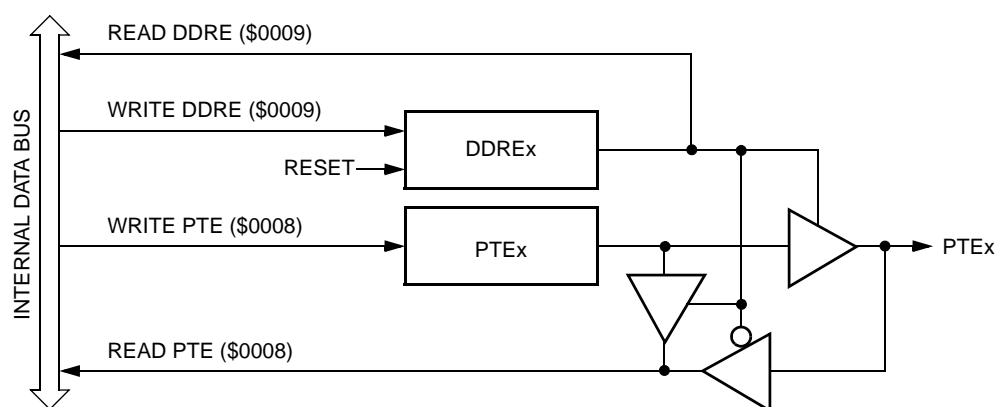 READ DDRE ($0009)
WRITE DDRE ($0009)
DDREx
RESET
INTERNAL DATA BUS
WRITE PTE ($0008)
PTEx
PTEx
READ PTE ($0008)